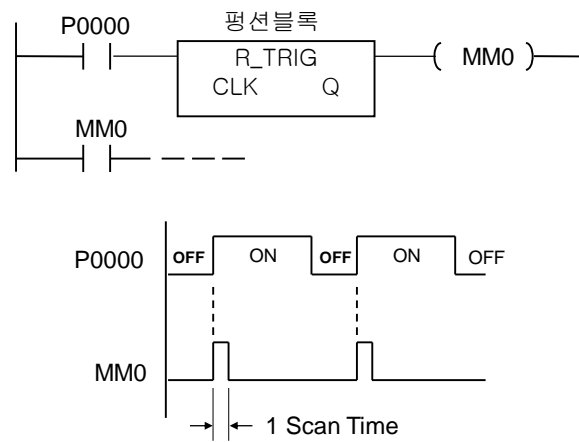 펑션블록
P0000
R_TRIG
MM0
CLK Q
MM0
P0000 OFF ON OFF ON OFF
MM0
1 Scan Time